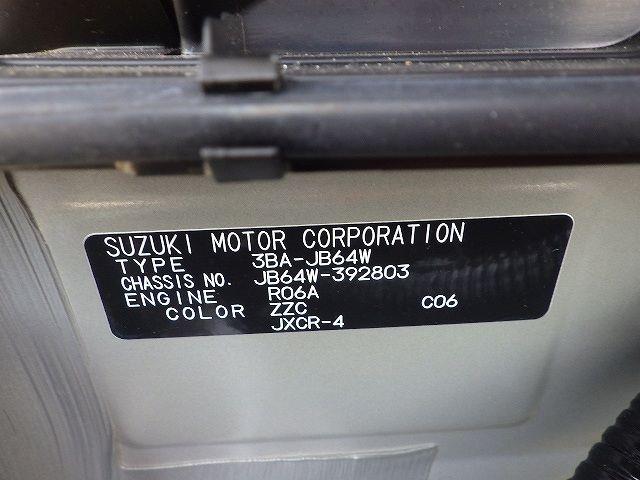 SUZUKI MOTOR CORPORATION
TYPE 3BA-JB64W
CHASSIS NO. JB64W-392803
ENGINE R06A
COLOR ZZC C06
JXCR-4